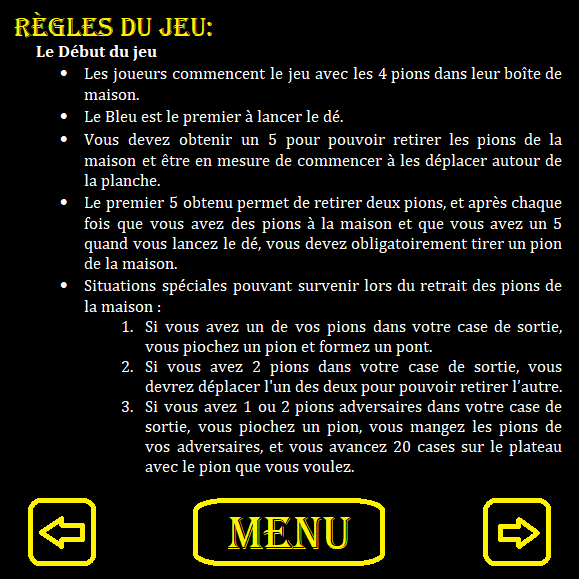 RÈGLES DU JEU:
Le Début du jeu
• Les joueurs commencent le jeu avec les 4 pions dans leur boîte de
maison.
• Le Bleu est le premier à lancer le dé.
• Vous devez obtenir un 5 pour pouvoir retirer les pions de la
maison et être en mesure de commencer à les déplacer autour de
la planche.
• Le premier 5 obtenu permet de retirer deux pions, et après chaque
fois que vous avez des pions à la maison et que vous avez un 5
quand vous lancez le dé, vous devez obligatoirement tirer un pion
de la maison.
• Situations spéciales pouvant survenir lors du retrait des pions de
la maison :
1. Si vous avez un de vos pions dans votre case de sortie,
vous piochez un pion et formez un pont.
2. Si vous avez 2 pions dans votre case de sortie, vous
devrez déplacer l'un des deux pour pouvoir retirer l'autre.
3. Si vous avez 1 ou 2 pions adversaires dans votre case de
sortie, vous piochez un pion, vous mangez les pions de
vos adversaires, et vous avancez 20 cases sur le plateau
avec le pion que vous voulez.
MENU